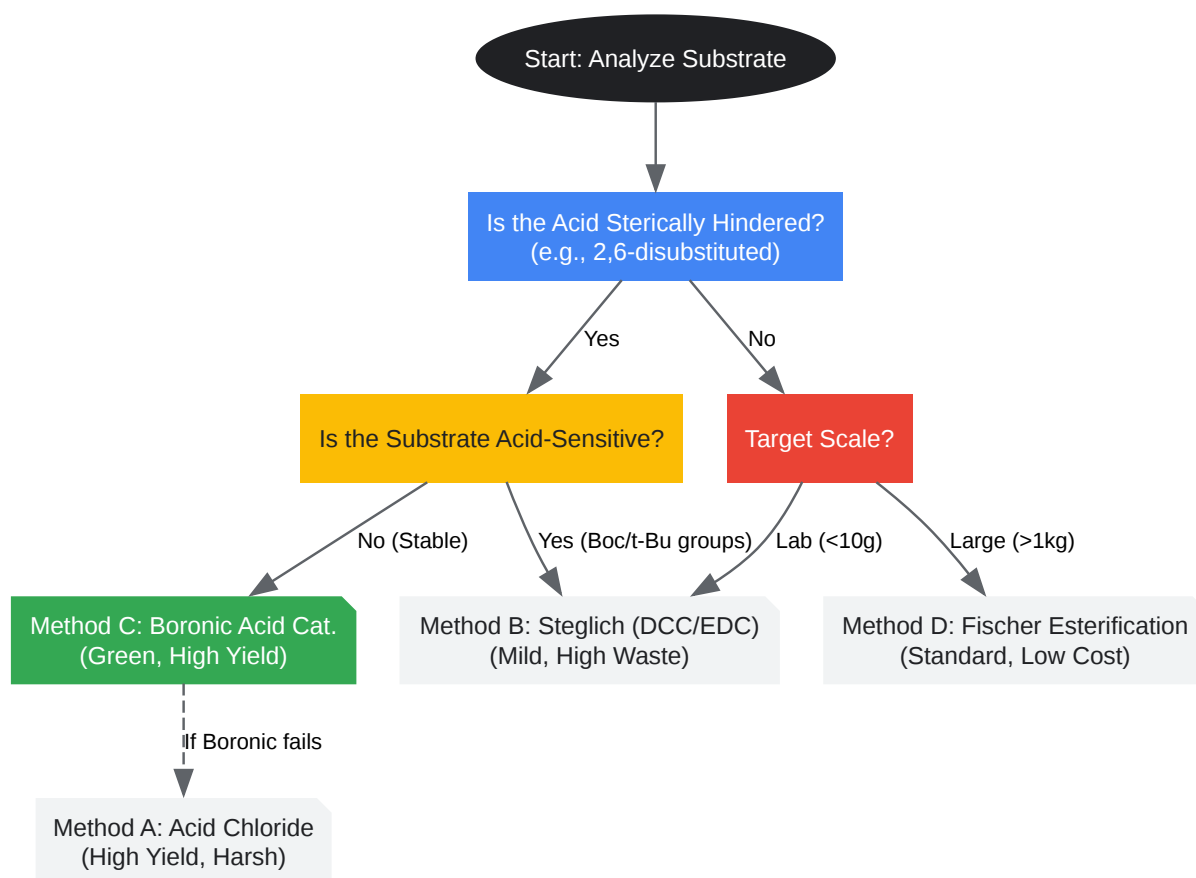 Start: Analyze Substrate
Is the Acid Sterically Hindered?
(e.g., 2,6-disubstituted)
Yes
No
Is the Substrate Acid-Sensitive?
Target Scale?
No (Stable)
Yes (Boc/t-Bu groups)
Lab (<10g)
Large (>1kg)
Method C: Boronic Acid Cat.
(Green, High Yield)
Method B: Steglich (DCC/EDC)
(Mild, High Waste)
Method D: Fischer Esterification
(Standard, Low Cost)
If Boronic fails
Method A: Acid Chloride
(High Yield, Harsh)